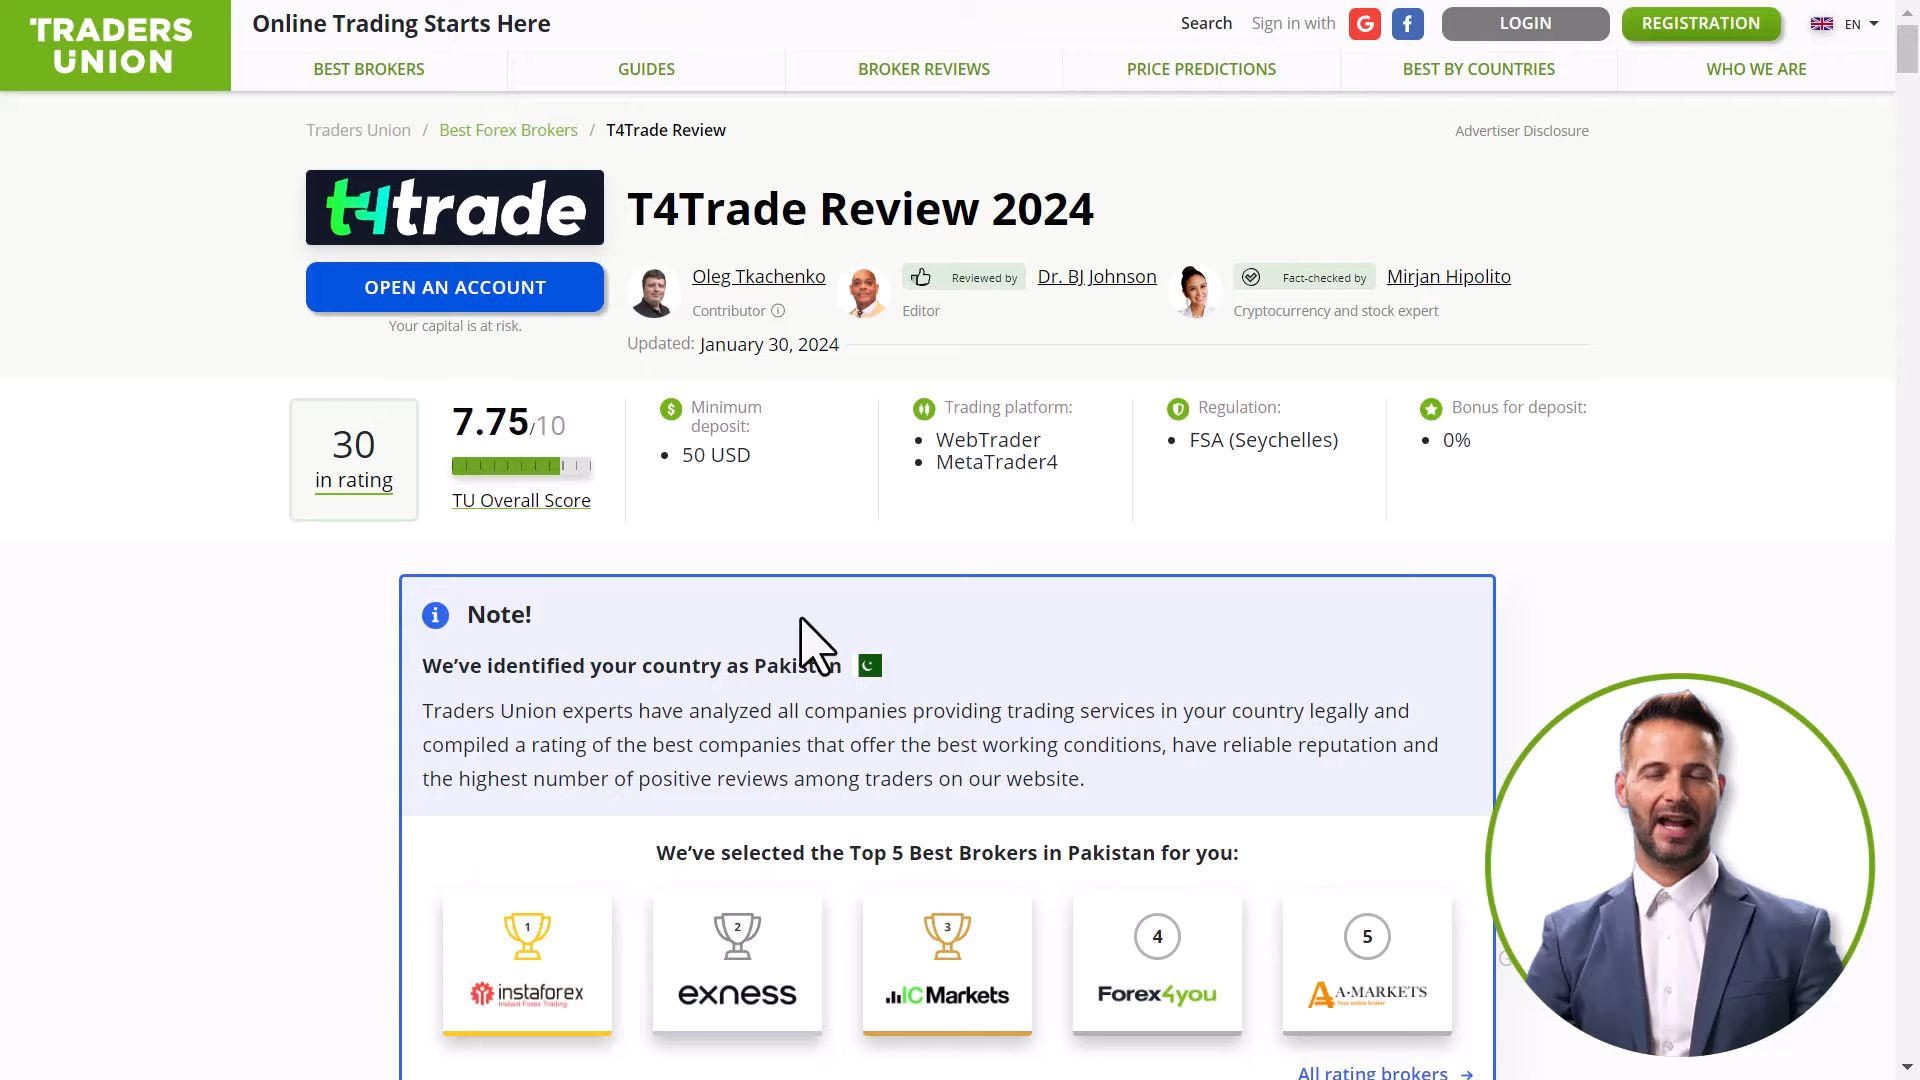 TRADERS
UNION
Online Trading Starts Here
Search
Sign in with
G
f
LOGIN
REGISTRATION
EN
BEST BROKERS
GUIDES
BROKER REVIEWS
PRICE PREDICTIONS
BEST BY COUNTRIES
WHO WE ARE
Traders Union / Best Forex Brokers / T4Trade Review
Advertiser Disclosure
t4trade
T4Trade Review 2024
OPEN AN ACCOUNT
Your capital is at risk.
Oleg Tkachenko
Contributor
Reviewed by
Dr. BJ Johnson
Editor
Fact-checked by
Mirjan Hipolito
Cryptocurrency and stock expert
Updated: January 30, 2024
30
in rating
7.75/10
TU Overall Score
Minimum
deposit:
• 50 USD
Trading platform:
• WebTrader
• MetaTrader4
Regulation:
• FSA (Seychelles)
Bonus for deposit:
• 0%
Note!
We've identified your country as Pakistan
Traders Union experts have analyzed all companies providing trading services in your country legally and
compiled a rating of the best companies that offer the best working conditions, have reliable reputation and
the highest number of positive reviews among traders on our website.
We've selected the Top 5 Best Brokers in Pakistan for you:
1
instaforex
Instant Forex Trading
2
exness
3
IC Markets
4
Forex4you
5
A·MARKETS
Your online broker
All rating brokers →